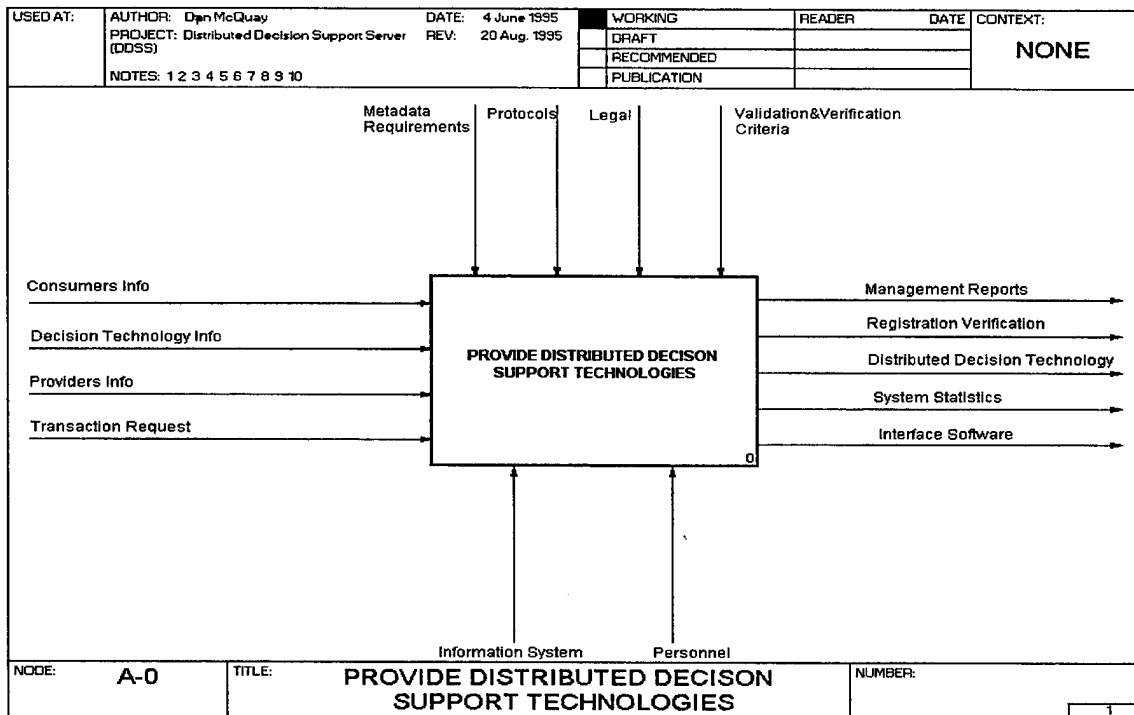 USED AT:
AUTHOR: Dan McQuay
DATE: 4 June 1995
PROJECT: Distributed Decision Support Server
REV: 20 Aug. 1995
(DDSS)
NOTES: 1 2 3 4 5 6 7 8 9 10
WORKING
DRAFT
RECOMMENDED
PUBLICATION
READER DATE
CONTEXT:
NONE
Metadata
Requirements
Protocols
Legal
Validation&Verification
Criteria
Consumers Info
Decision Technology Info
Providers Info
Transaction Request
PROVIDE DISTRIBUTED DECISON
SUPPORT TECHNOLOGIES
0
Management Reports
Registration Verification
Distributed Decision Technology
System Statistics
Interface Software
Information System
Personnel
NODE: A-0
TITLE: PROVIDE DISTRIBUTED DECISON
SUPPORT TECHNOLOGIES
NUMBER:
1